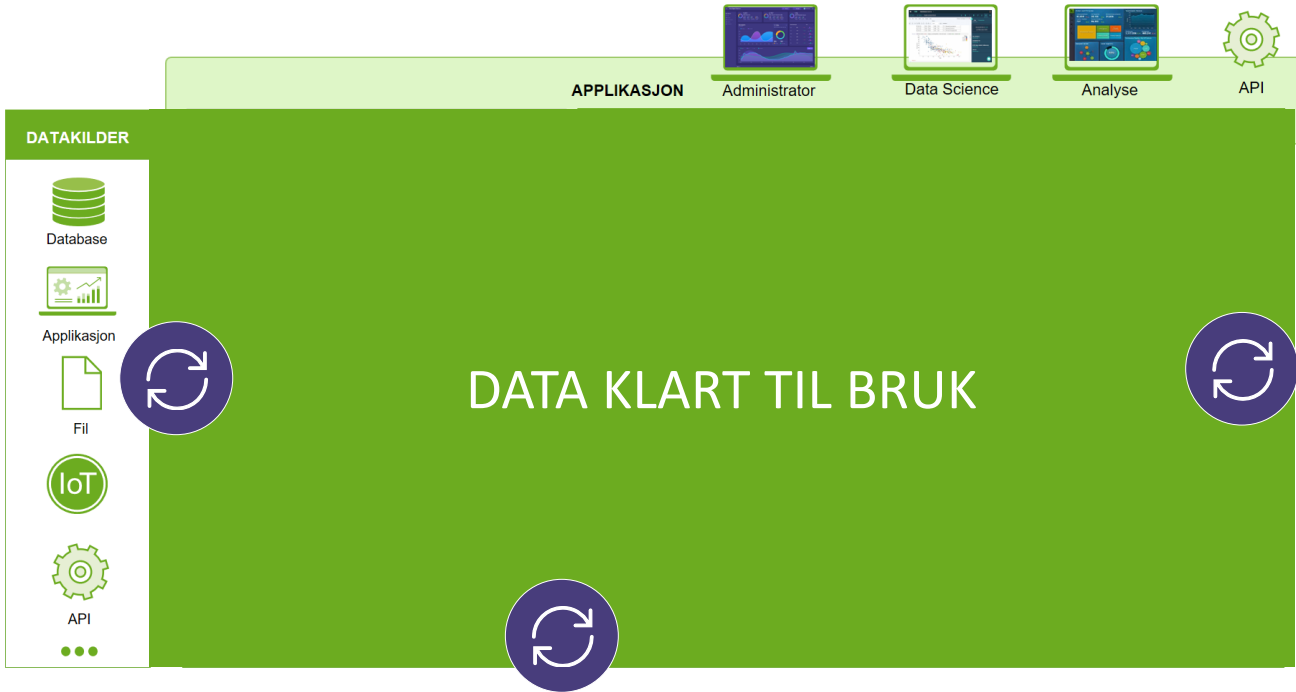 APPLIKASJON
Administrator
Data Science
Analyse
API
DATAKILDER
Database
Applikasjon
Fil
IoT
API
DATA KLART TIL BRUK